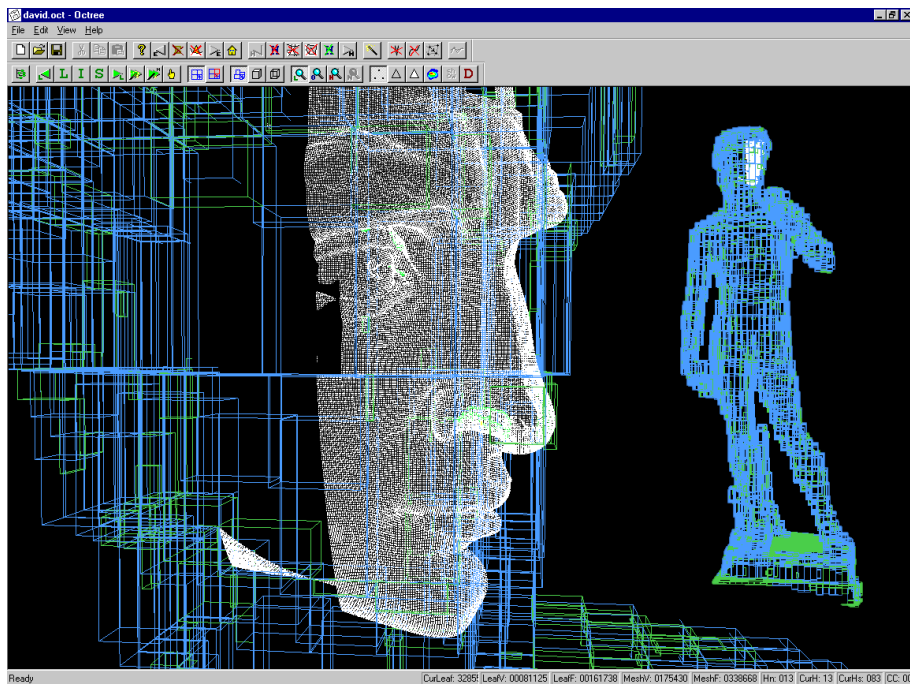 david.oct - Octree
File Edit View Help
L I S D
Ready CurLeaf: 3285 LeafV: 00081125 LeafF: 00161738 MeshV: 0175430 MeshF: 0338668 Hn: 013 CurH: 13 CurHs: 083 CC: 00